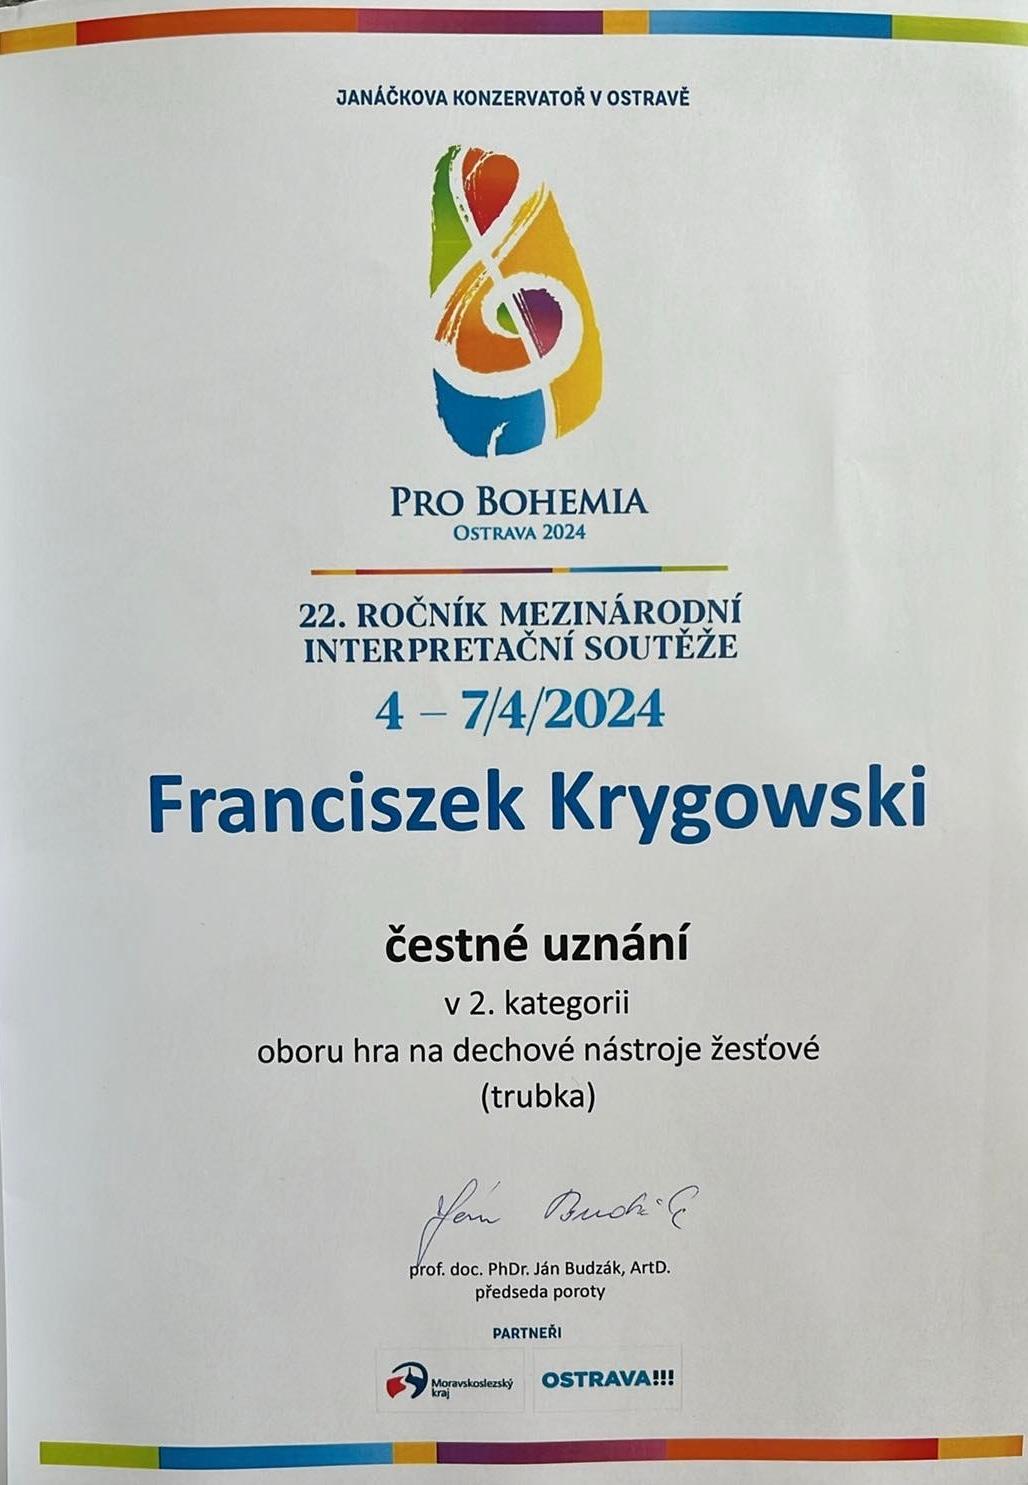 JANÁČKOVA KONZERVATOŘ V OSTRAVĚ
PRO BOHEMIA
OSTRAVA 2024
22. ROČNÍK MEZINÁRODNÍ
INTERPRETAČNÍ SOUTĚŽE
4 – 7/4/2024
Franciszek Krygowski
čestné uznání
v 2. kategorii
oboru hra na dechové nástroje žesťové
(trubka)
Ján Budzák
prof. doc. PhDr. Ján Budzák, ArtD.
předseda poroty
PARTNEŘI
Moravskoslezský
kraj
OSTRAVA!!!